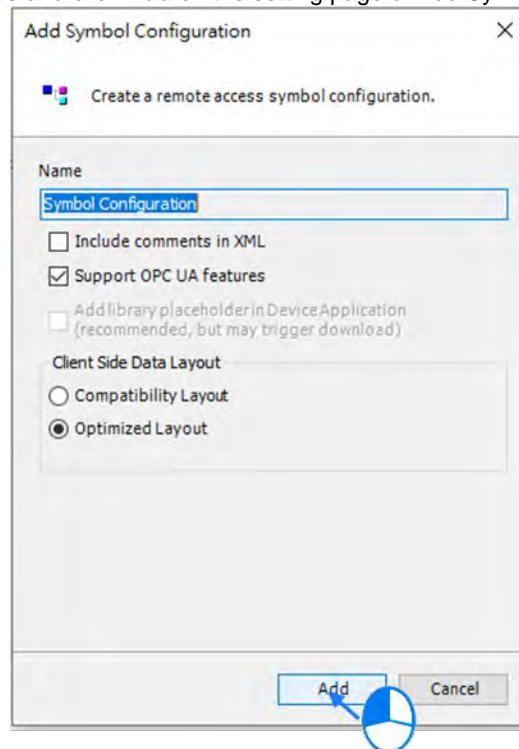 Add Symbol Configuration
Create a remote access symbol configuration.
Name
Symbol Configuration
Include comments in XML
Support OPC UA features
Add library placeholder in Device Application
(recommended, but may trigger download)
Client Side Data Layout
Compatibility Layout
Optimized Layout
Add Cancel